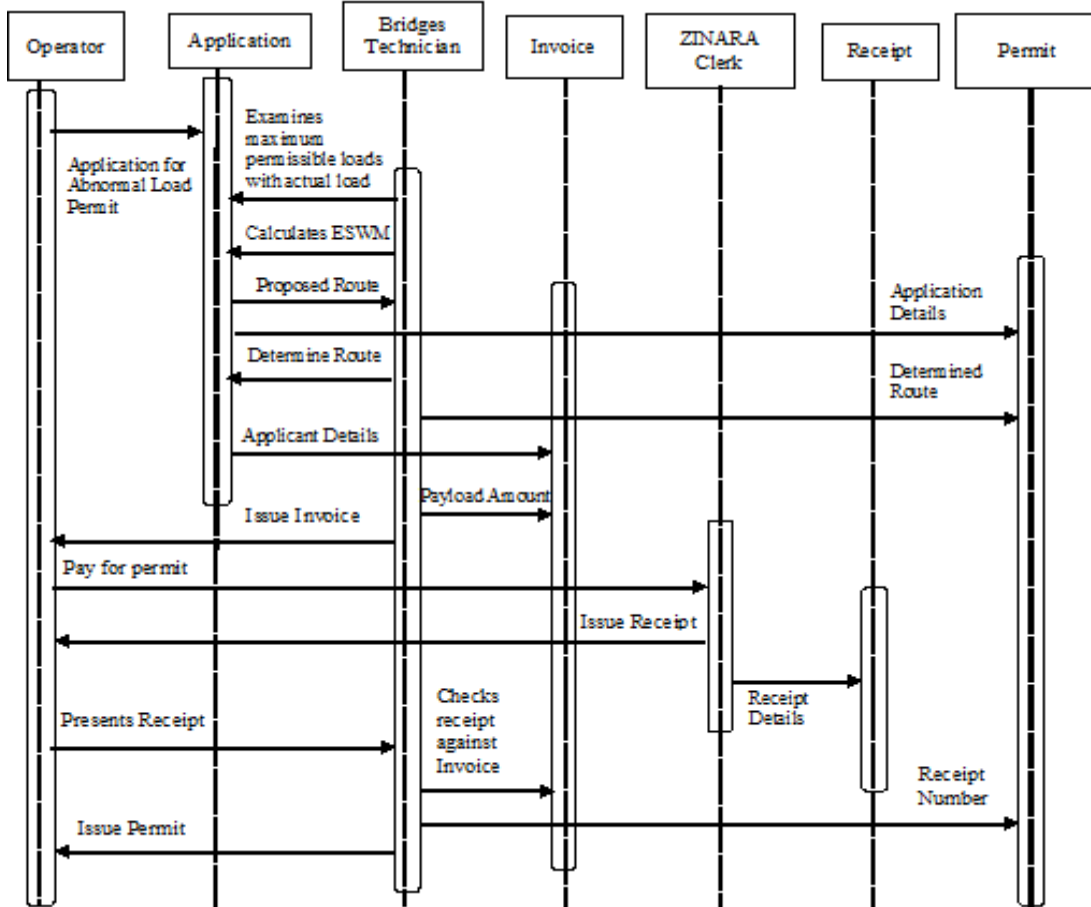 Operator
Application
Bridges
Technician
Invoice
ZINARA
Clerk
Receipt
Permit
Application for
Abnormal Load
Permit
Examines
maximum
permissible loads
with actual load
Calculates ESWM
Proposed Route
Application
Details
Determine Route
Determined
Route
Applicant Details
Payload Amount
Issue Invoice
Pay for permit
Issue Receipt
Receipt
Details
Presents Receipt
Checks
receipt
against
Invoice
Receipt
Number
Issue Permit